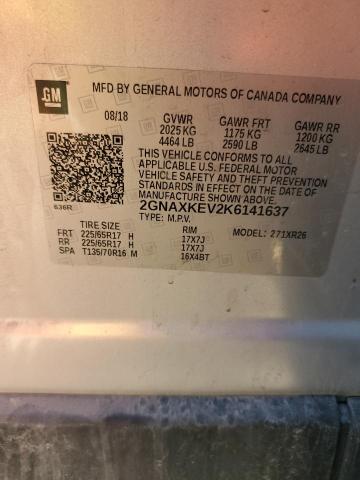 GM
MFD BY GENERAL MOTORS OF CANADA COMPANY
08/18 GVWR GAWR FRT GAWR RR
2025 KG 1175 KG 1200 KG
4464 LB 2590 LB 2645 LB
THIS VEHICLE CONFORMS TO ALL
APPLICABLE U.S. FEDERAL MOTOR
VEHICLE SAFETY AND THEFT PREVENTION
STANDARDS IN EFFECT ON THE DATE OF
MANUFACTURE SHOWN ABOVE.
636R 2GNAXKEV2K6141637
TYPE: M.P.V.
TIRE SIZE RIM MODEL: 271XR26
FRT 225/65R17 H 17X7J
RR 225/65R17 H 17X7J
SPA T135/70R16 M 16X4BT